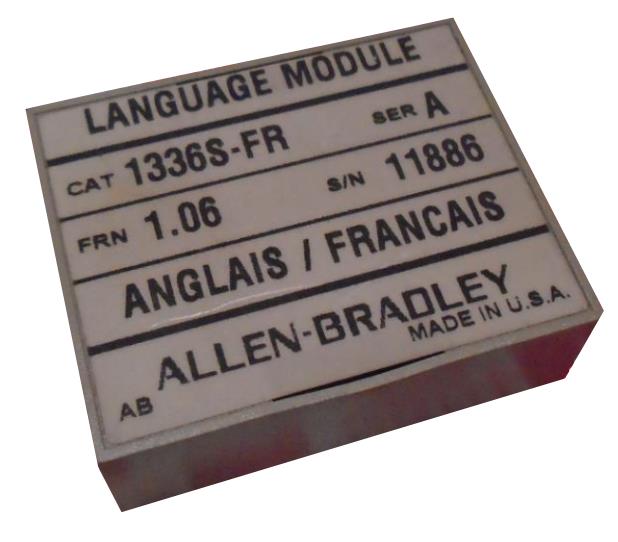 LANGUAGE MODULE
CAT 1336S-FR SER A
FRN 1.06 S/N 11886
ANGLAIS / FRANCAIS
ALLEN-BRADLEY
AB MADE IN U.S.A.